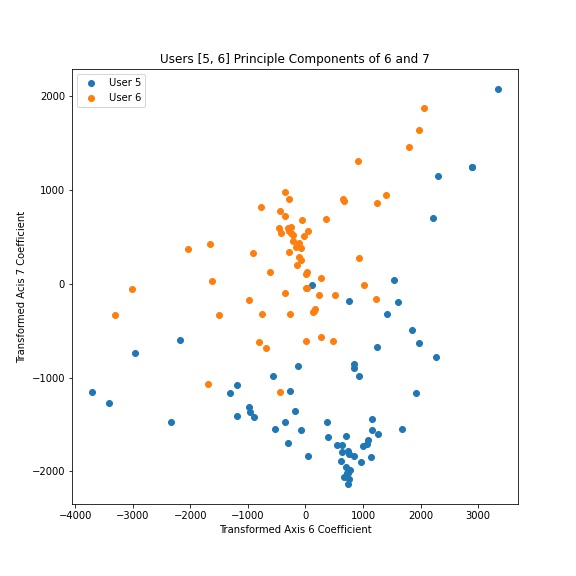 Users [5, 6] Principle Components of 6 and 7
User 5
User 6
Transformed Acis 7 Coefficient
2000
1000
0
−1000
−2000
−4000 −3000 −2000 −1000 0 1000 2000 3000
Transformed Axis 6 Coefficient